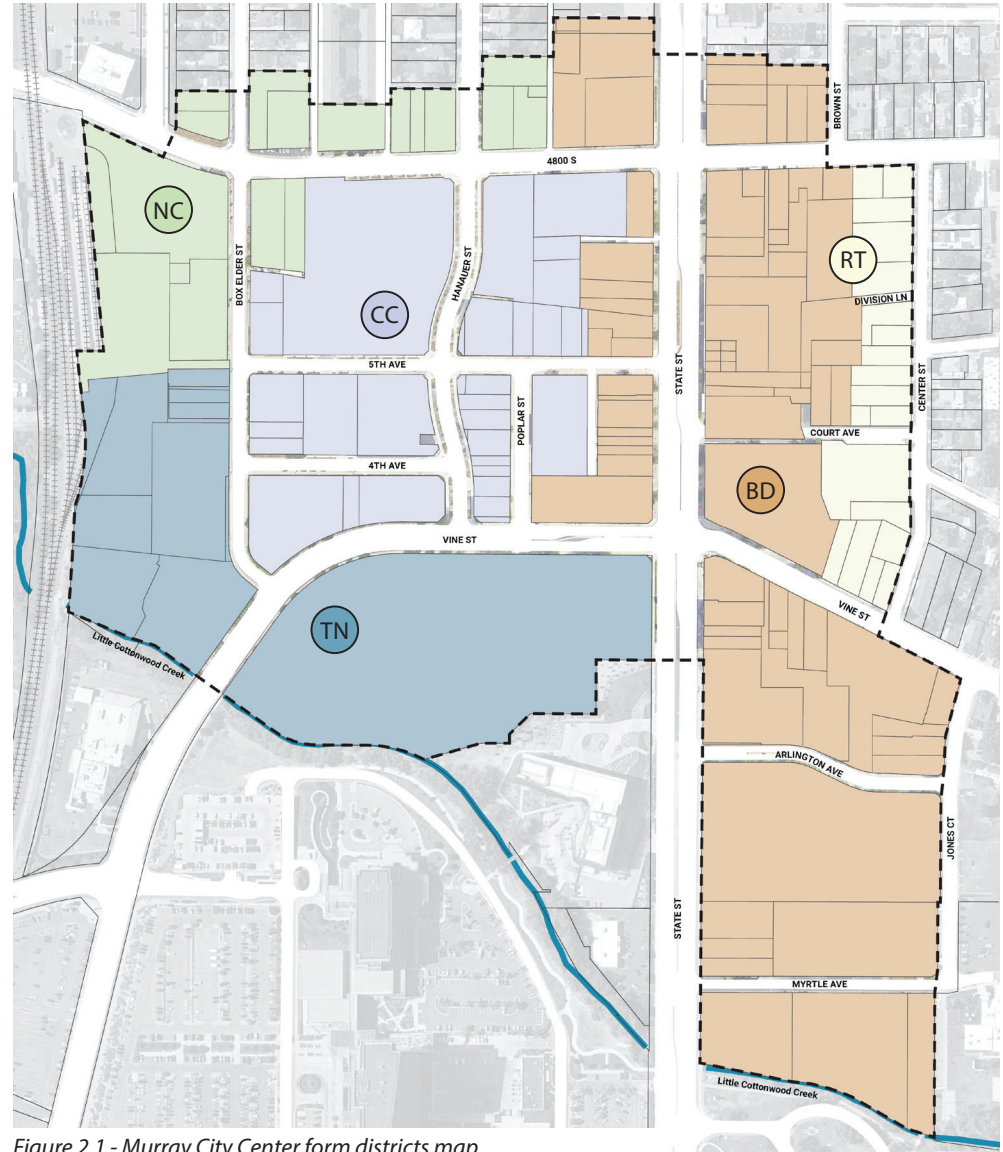 BROWN ST
4800 S
NC
RT
BOX ELDER ST
HANAUER ST
DIVISION LN
CC
5TH AVE
STATE ST
CENTER ST
POPLAR ST
COURT AVE
4TH AVE
BD
VINE ST
VINE ST
TN
Little Cottonwood Creek
ARLINGTON AVE
JONES CT
STATE ST
MYRTLE AVE
Little Cottonwood Creek
Figure 2.1 - Murray City Center form districts map